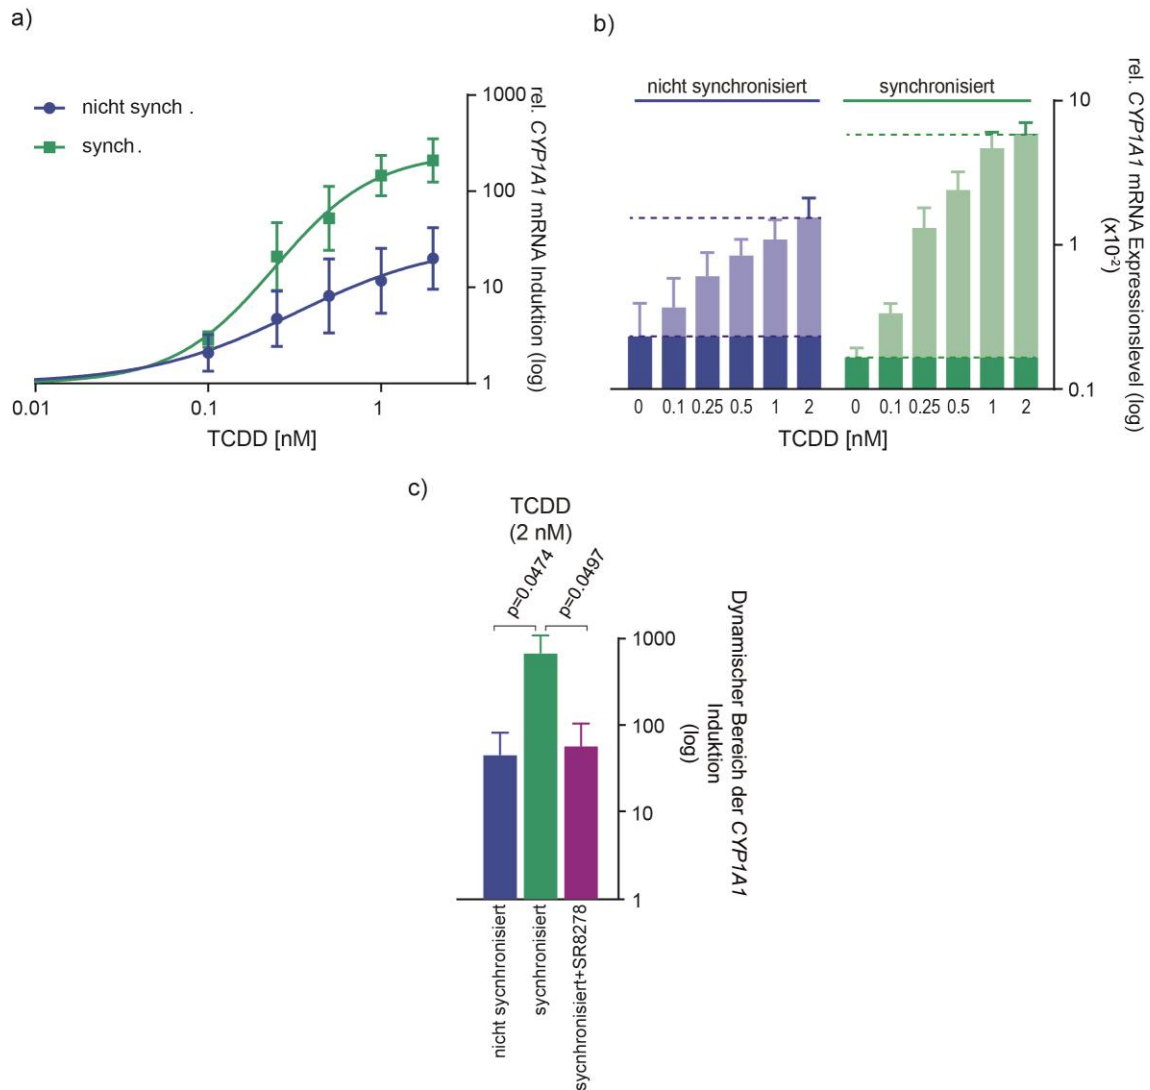 a)
nicht synch .
synch .
1000
100
10
1
rel. CYP1A1 mRNA Induktion (log)
0.01
0.1
1
TCDD [nM]
b)
nicht synchronisiert
synchronisiert
10
1
0.1
rel. CYP1A1 mRNA Expressionslevel (log)
(x10-2)
0
0.1
0.25
0.5
1
2
0
0.1
0.25
0.5
1
2
TCDD [nM]
c)
TCDD
(2 nM)
p=0.0474
p=0.0497
1000
100
10
1
Dynamischer Bereich der CYP1A1
Induktion
(log)
nicht sycnhronisiert
sycnhronisiert
sycnhronisiert+SR8278